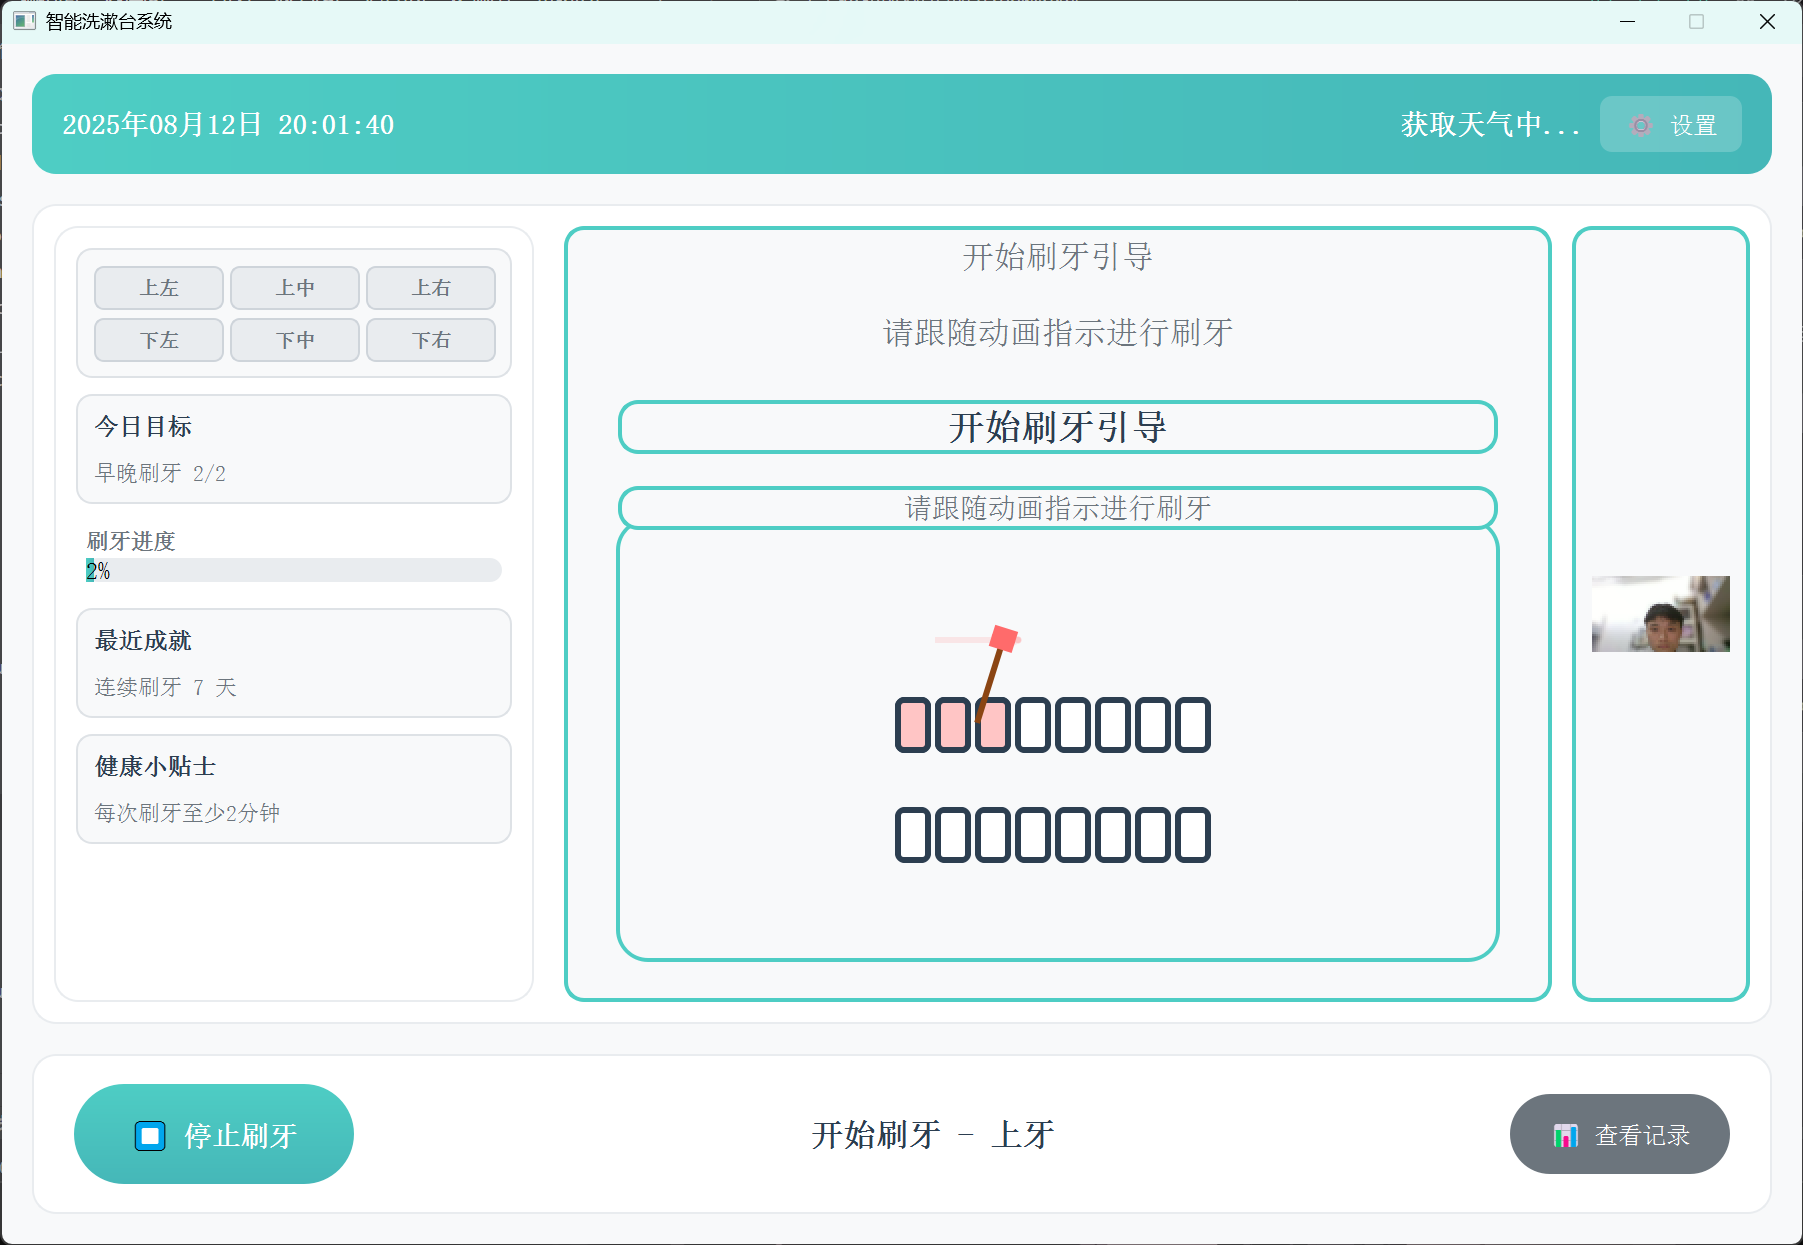 智能洗漱台系统
2025年08月12日 20:01:40
获取天气中...
设置
上左
上中
上右
下左
下中
下右
今日目标
早晚刷牙 2/2
刷牙进度
2%
最近成就
连续刷牙 7 天
健康小贴士
每次刷牙至少2分钟
开始刷牙引导
请跟随动画指示进行刷牙
开始刷牙引导
请跟随动画指示进行刷牙
停止刷牙
开始刷牙 - 上牙
查看记录